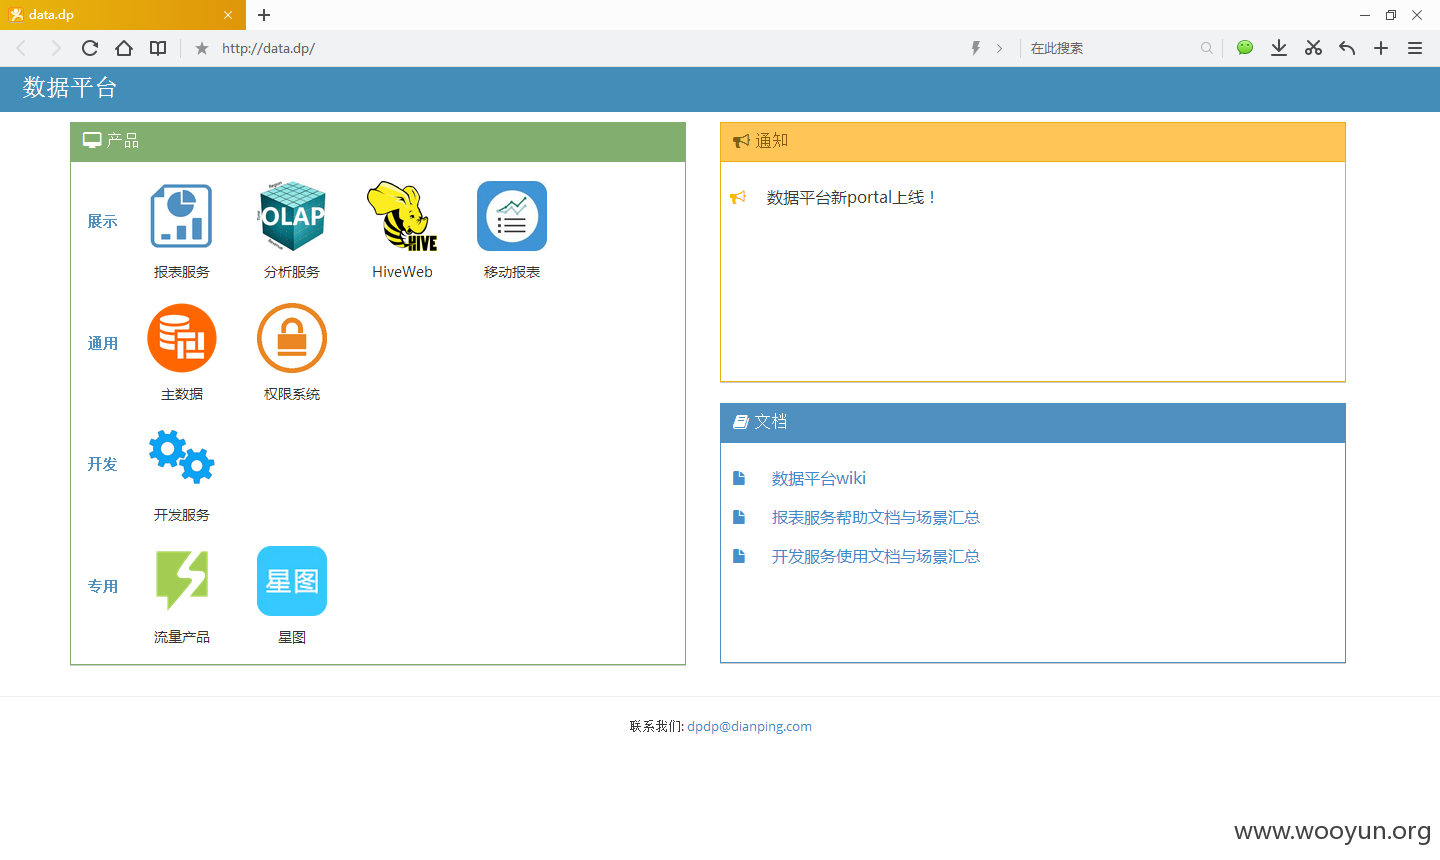 data.dp
http://data.dp/
在此搜索
数据平台
产品
展示
OLAP
HIVE
报表服务
分析服务
HiveWeb
移动报表
通用
主数据
权限系统
开发
开发服务
专用
星图
流量产品
星图
通知
数据平台新portal上线！
文档
数据平台wiki
报表服务帮助文档与场景汇总
开发服务使用文档与场景汇总
联系我们: dpdp@dianping.com
www.wooyun.org